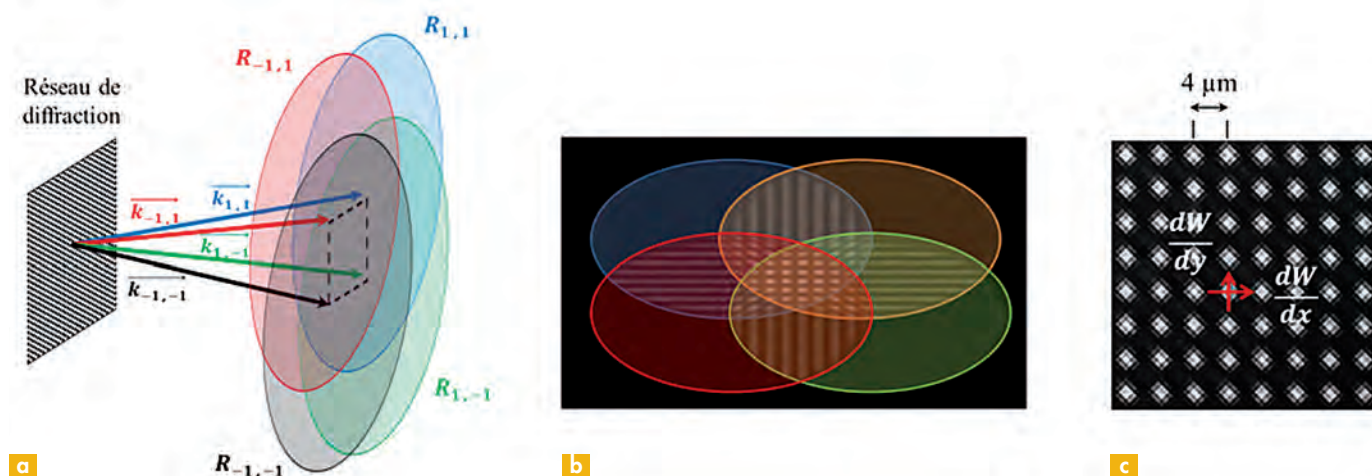 Réseau de
diffraction
R₋₁,₁
R₁,₁
k₋₁,₁
k₁,₁
k₁,₋₁
k₋₁,₋₁
R₁,₋₁
R₋₁,₋₁
a
b
4 µm
dW
dy
dW
dx
c